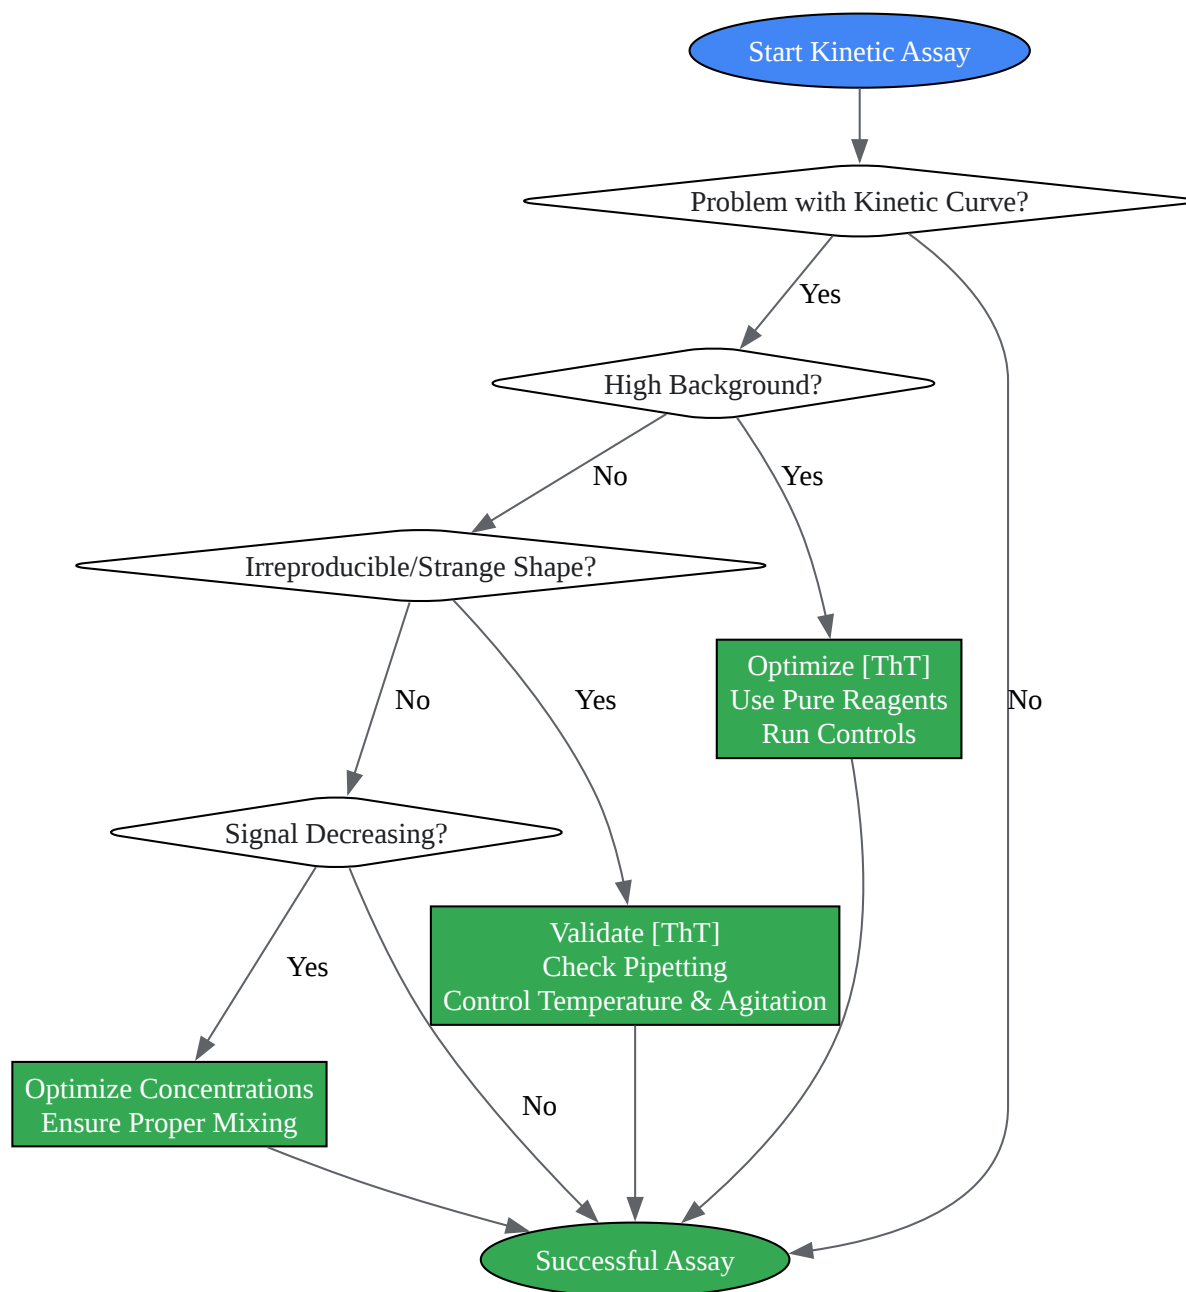 Start Kinetic Assay
Problem with Kinetic Curve?
Yes
High Background?
No
Yes
Irreproducible/Strange Shape?
Optimize [ThT]
Use Pure Reagents
Run Controls
No
Yes
No
Signal Decreasing?
Validate [ThT]
Check Pipetting
Control Temperature & Agitation
Yes
Optimize Concentrations
Ensure Proper Mixing
No
Successful Assay